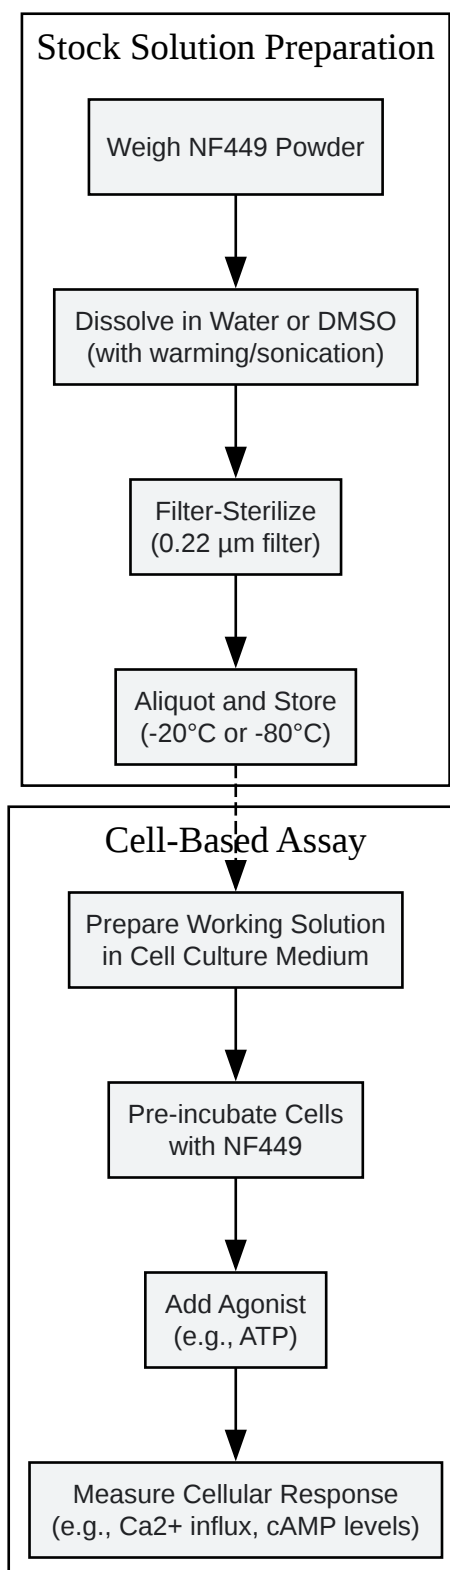 Stock Solution Preparation
Weigh NF449 Powder
Dissolve in Water or DMSO
(with warming/sonication)
Filter-Sterilize
(0.22 µm filter)
Aliquot and Store
(-20°C or -80°C)
Cell-Based Assay
Prepare Working Solution
in Cell Culture Medium
Pre-incubate Cells
with NF449
Add Agonist
(e.g., ATP)
Measure Cellular Response
(e.g., Ca2+ influx, cAMP levels)